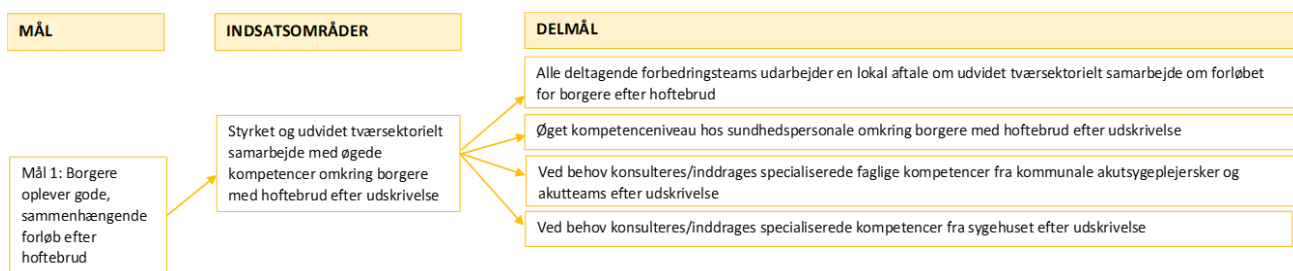 MÅL
INDSATSOMRÅDER
DELMÅL
Mål 1: Borgere
oplever gode,
sammenhængende
forløb efter
hoftebrud
Styrket og udvidet tværsektorielt
samarbejde med øgede
kompetencer omkring borgere
med hoftebrud efter udskrivelse
Alle deltagende forbedringsteams udarbejder en lokal aftale om udvidet tværsektorielt samarbejde om forløbet
for borgere efter hoftebrud
Øget kompetenceniveau hos sundhedspersonale omkring borgere med hoftebrud efter udskrivelse
Ved behov konsulteres/inddrages specialiserede faglige kompetencer fra kommunale akutsygeplejersker og
akutteams efter udskrivelse
Ved behov konsulteres/inddrages specialiserede kompetencer fra sygehuset efter udskrivelse